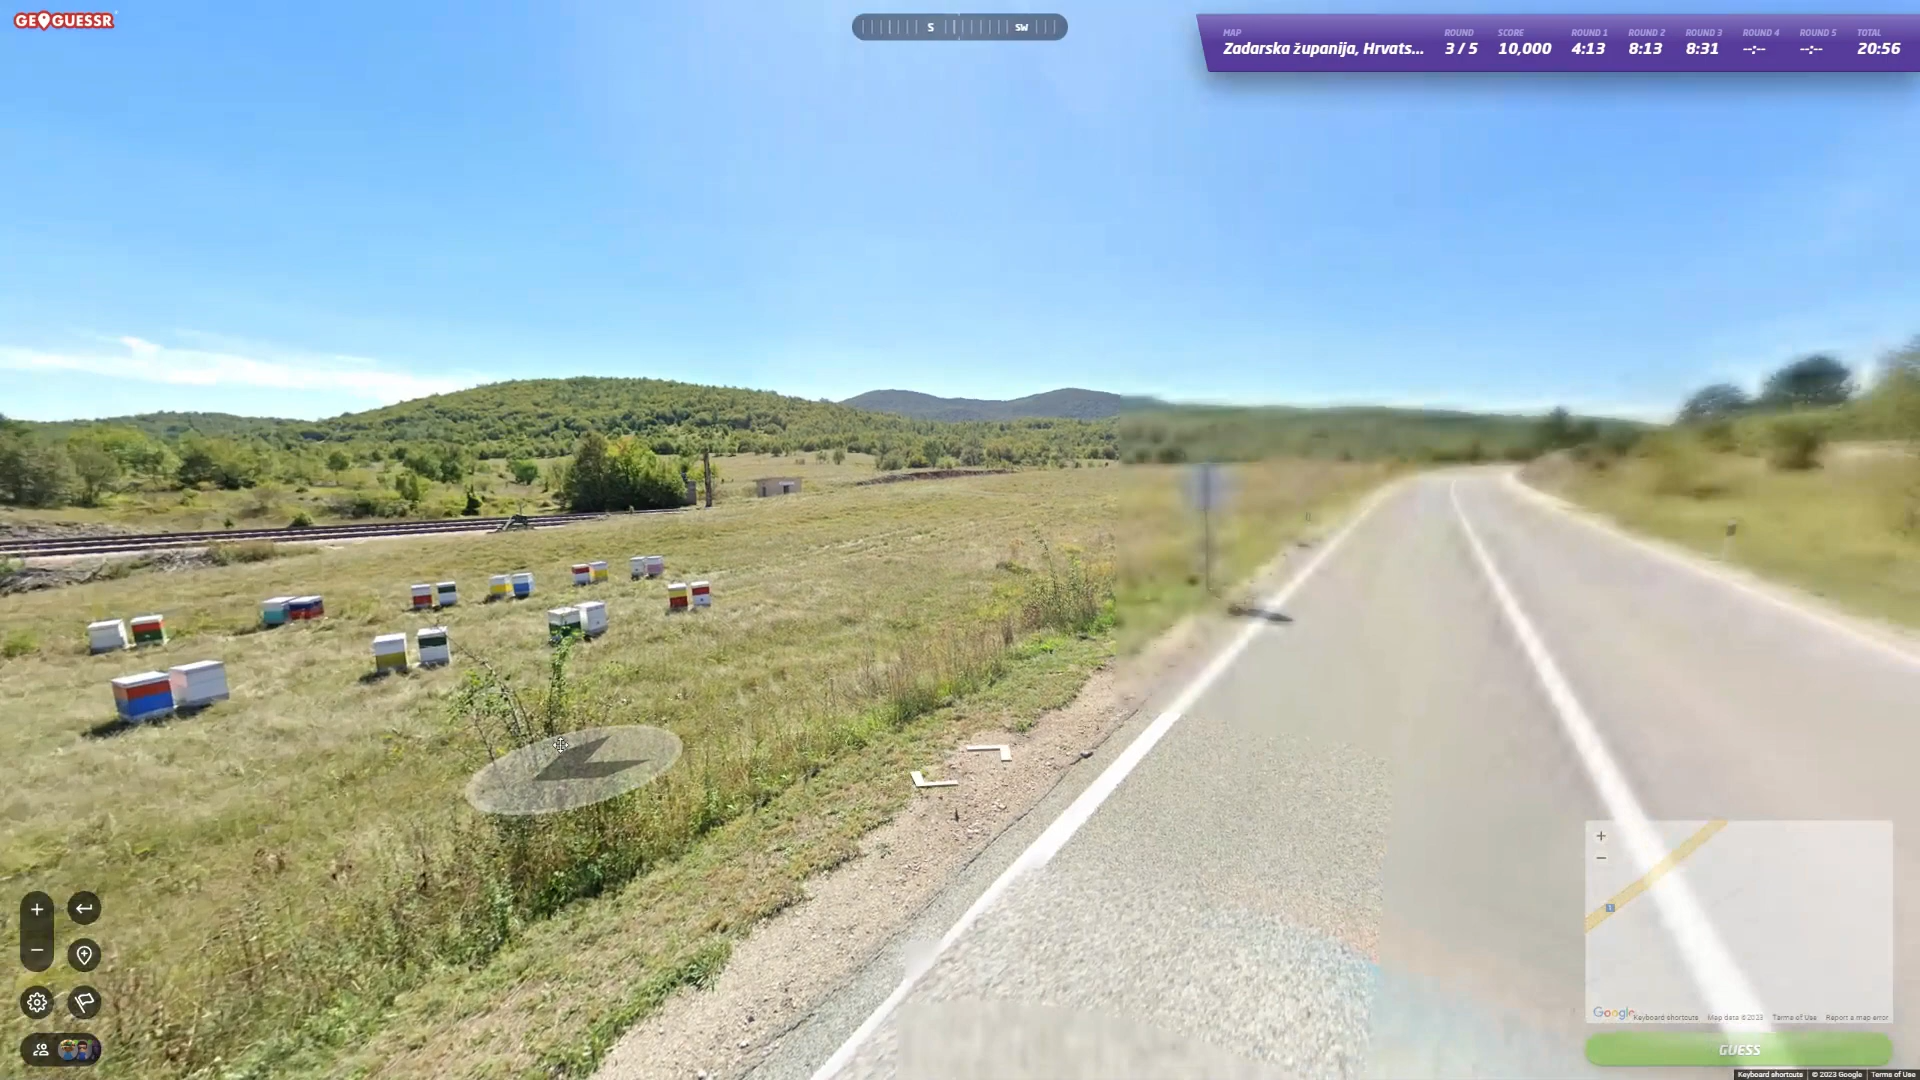 GEOGUESSR
S
SW
MAP
Zadarska županija, Hrvats...
ROUND
3 / 5
SCORE
10,000
ROUND 1
4:13
ROUND 2
8:13
ROUND 3
8:31
ROUND 4
--:--
ROUND 5
--:--
TOTAL
20:56
1
Google
Keyboard shortcuts
Map data ©2023
Terms of Use
Report a map error
GUESS
Keyboard shortcuts
© 2023 Google
Terms of Use